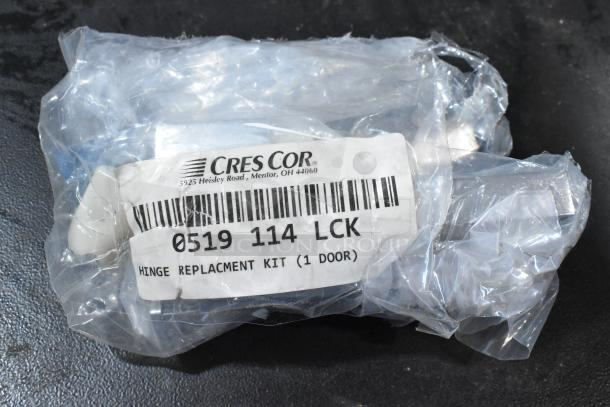 CRES COR®
5925 Heisley Road, Mentor, OH 44060
0519 114 LCK
HINGE REPLACMENT KIT (1 DOOR)